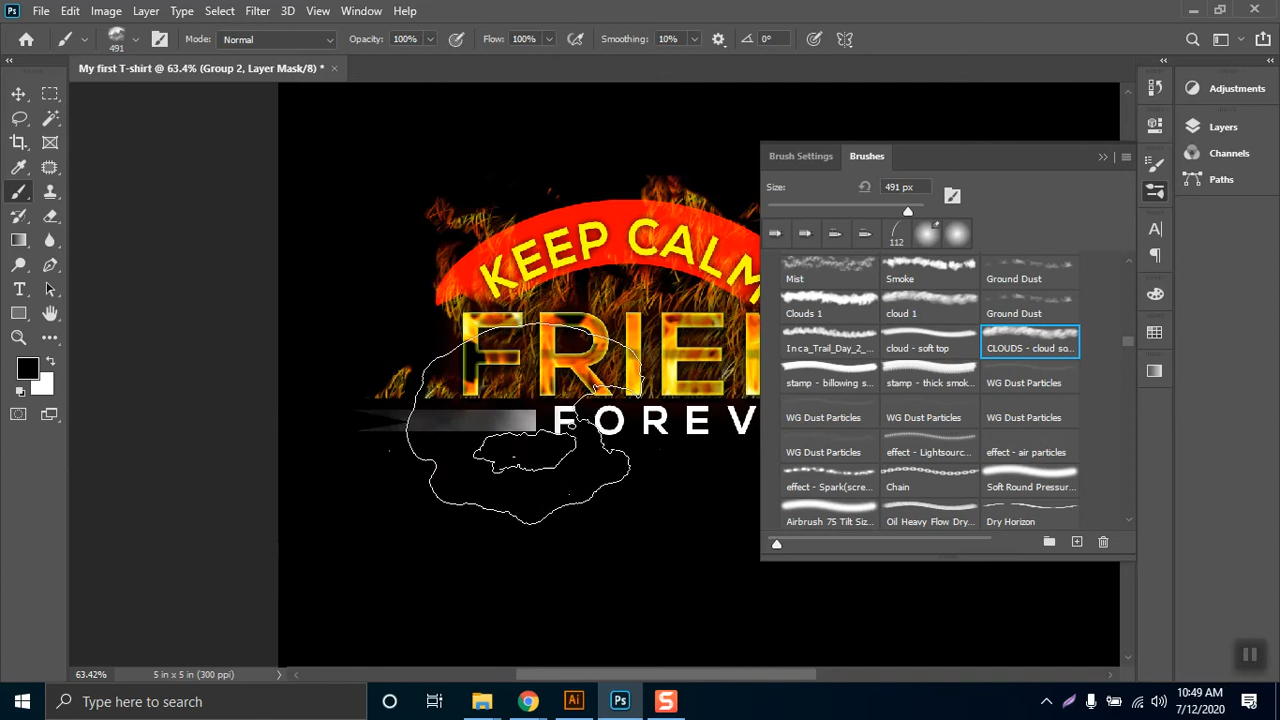 Ps File Edit Image Layer Type Select Filter 3D View Window Help
491 Mode: Normal Opacity: 100% Flow: 100% Smoothing: 10% 0°
My first T-shirt @ 63.4% (Group 2, Layer Mask/8) *
Brush Settings Brushes
Size: 491 px
112
Mist Smoke Ground Dust
Clouds 1 cloud 1 Ground Dust
Inca_Trail_Day_2_... cloud - soft top CLOUDS - cloud so...
stamp - billowing s... stamp - thick smok... WG Dust Particles
WG Dust Particles WG Dust Particles WG Dust Particles
WG Dust Particles effect - Lightsourc... effect - air particles
effect - Spark(scre... Chain Soft Round Pressur...
Airbrush 75 Tilt Siz... Oil Heavy Flow Dry... Dry Horizon
Adjustments
Layers
Channels
Paths
KEEP CALM
FRIE
FOREV
63.42% 5 in x 5 in (300 ppi)
Type here to search
Ai Ps S
10:49 AM
7/12/2020